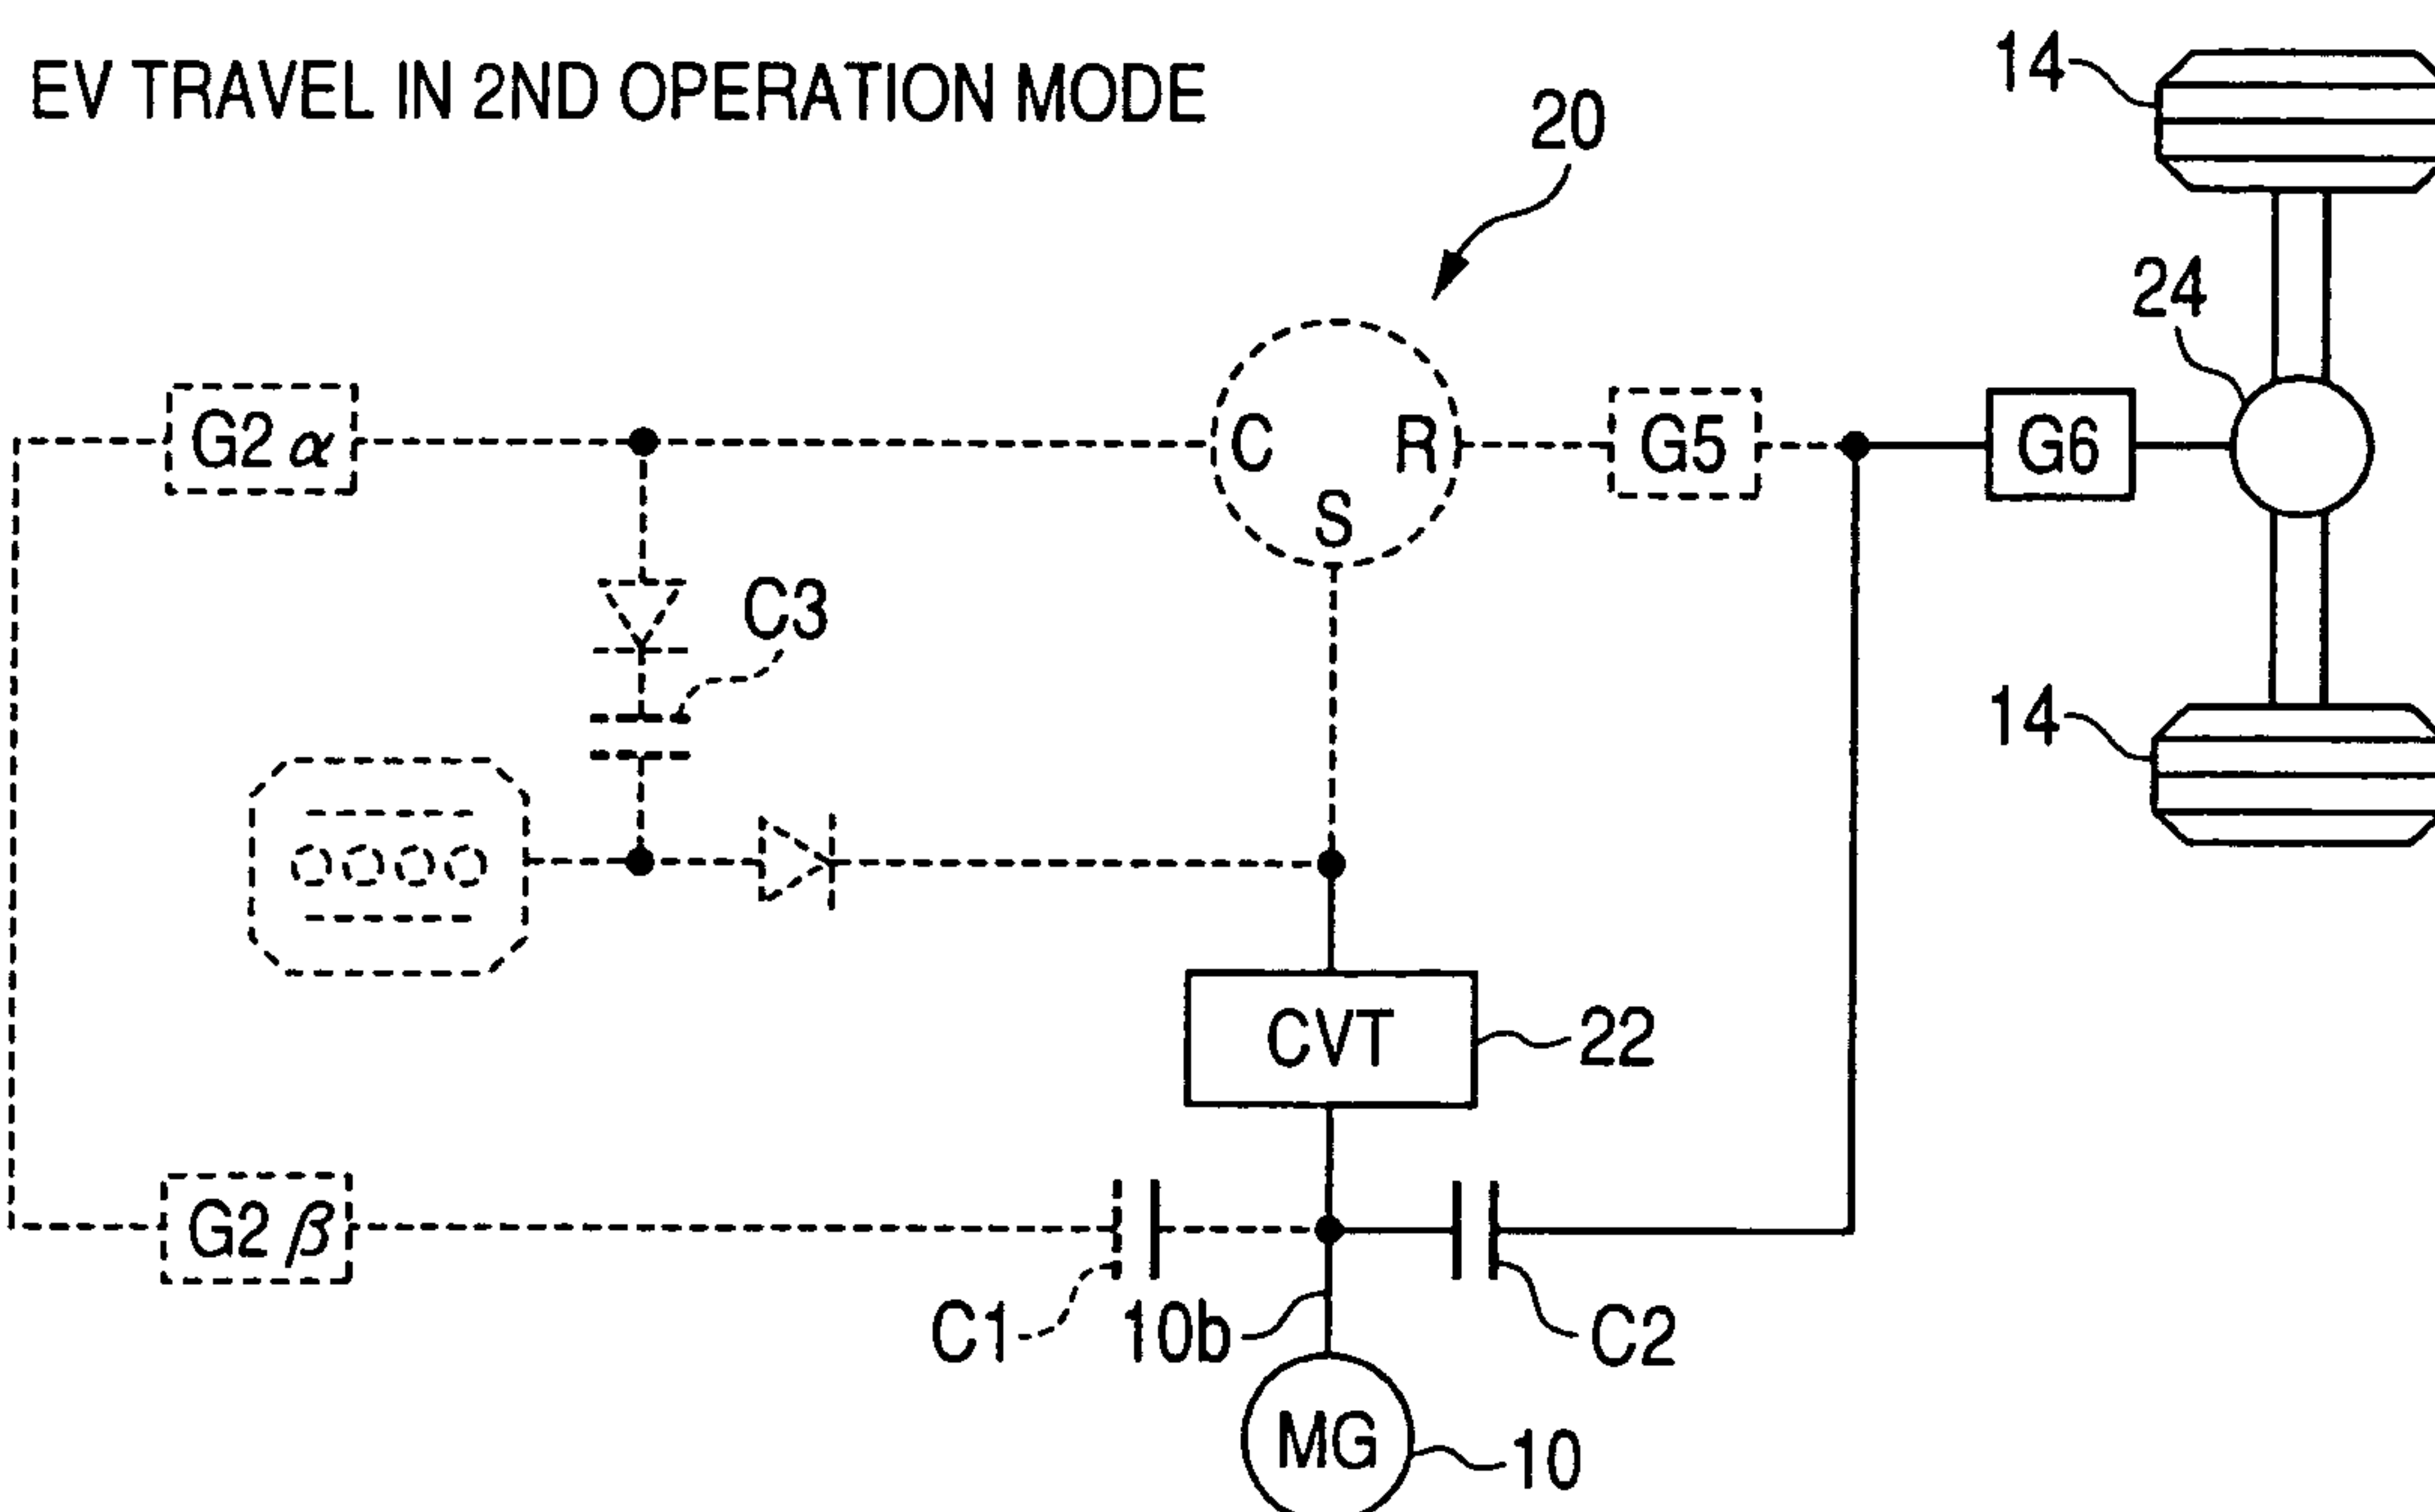 EV TRAVEL IN 2ND OPERATION MODE
14
20
24
G2α
C
R
S
G5
G6
C3
14
CVT
22
G2β
C1
10b
C2
MG
10